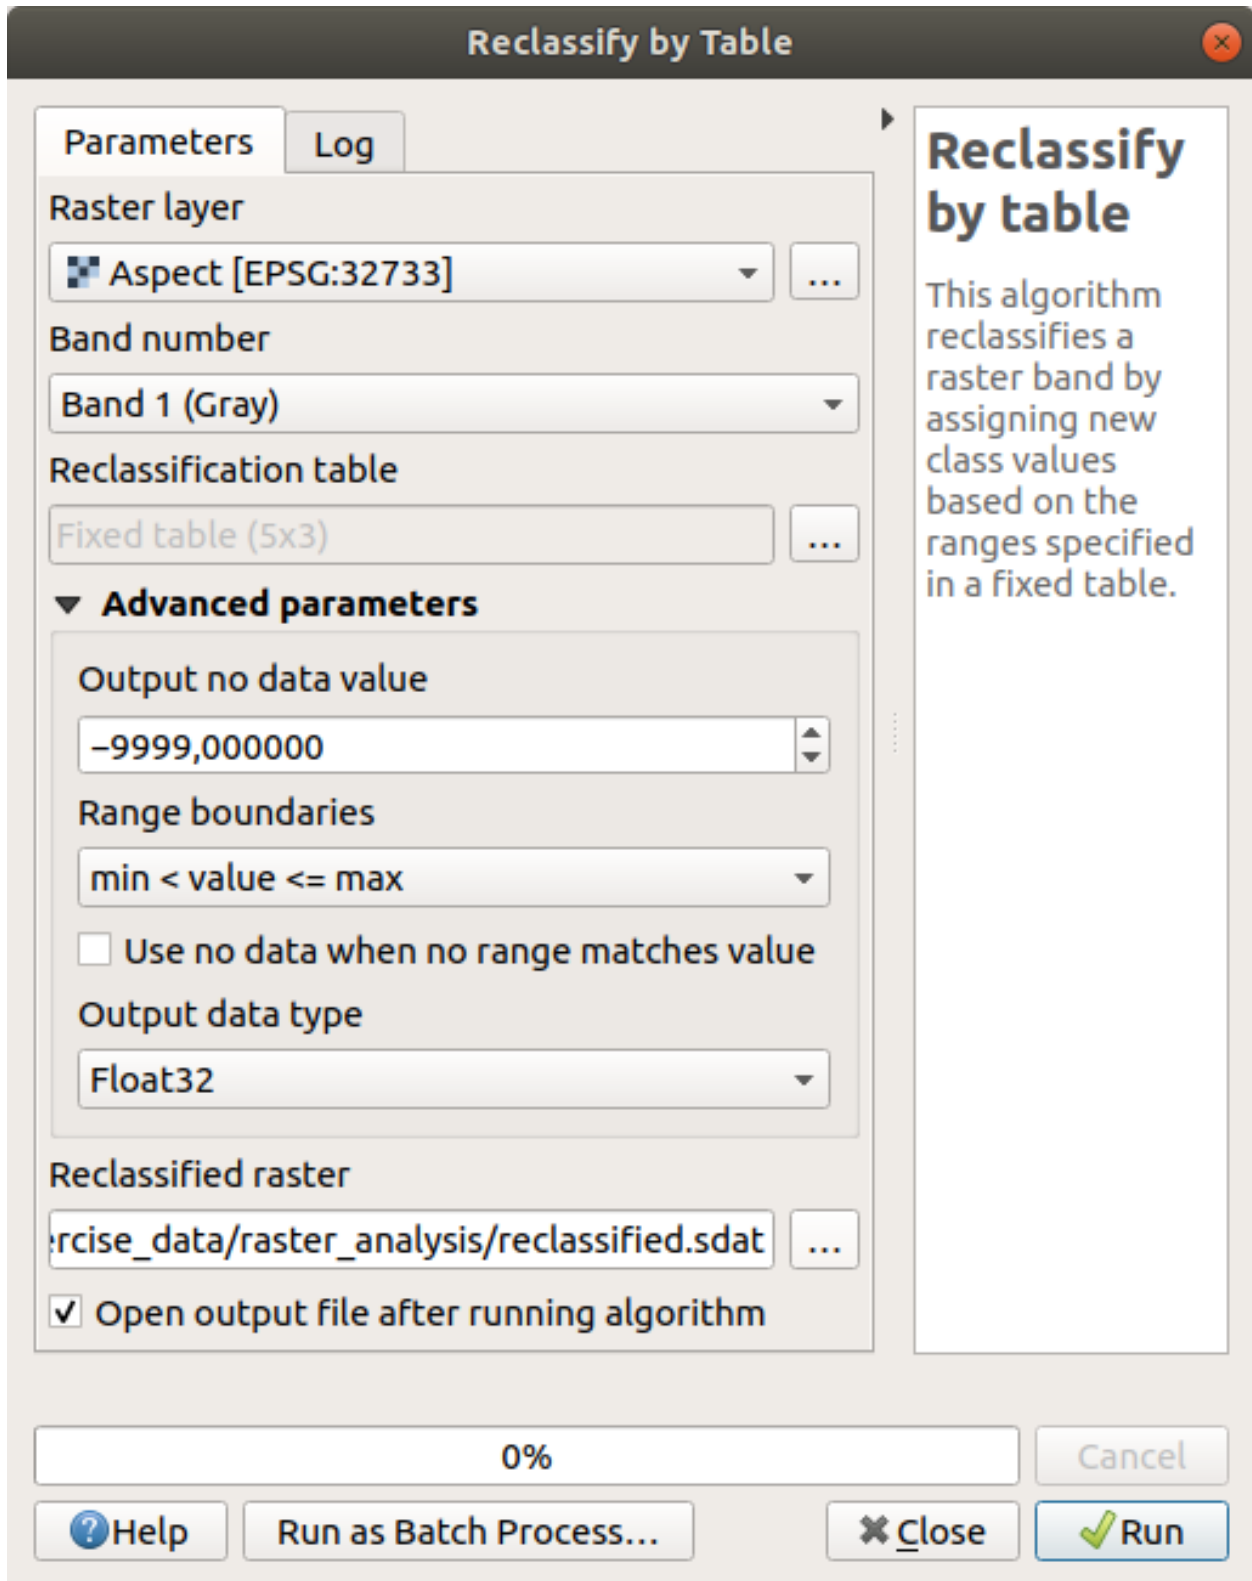 Reclassify by Table
Parameters
Log
Raster layer
Aspect [EPSG:32733]
...
Band number
Band 1 (Gray)
Reclassification table
Fixed table (5x3)
...
Advanced parameters
Output no data value
−9999,000000
Range boundaries
min < value <= max
Use no data when no range matches value
Output data type
Float32
Reclassified raster
rcise_data/raster_analysis/reclassified.sdat
...
Open output file after running algorithm
Reclassify
by table
This algorithm
reclassifies a
raster band by
assigning new
class values
based on the
ranges specified
in a fixed table.
0%
Cancel
Help
Run as Batch Process...
Close
Run